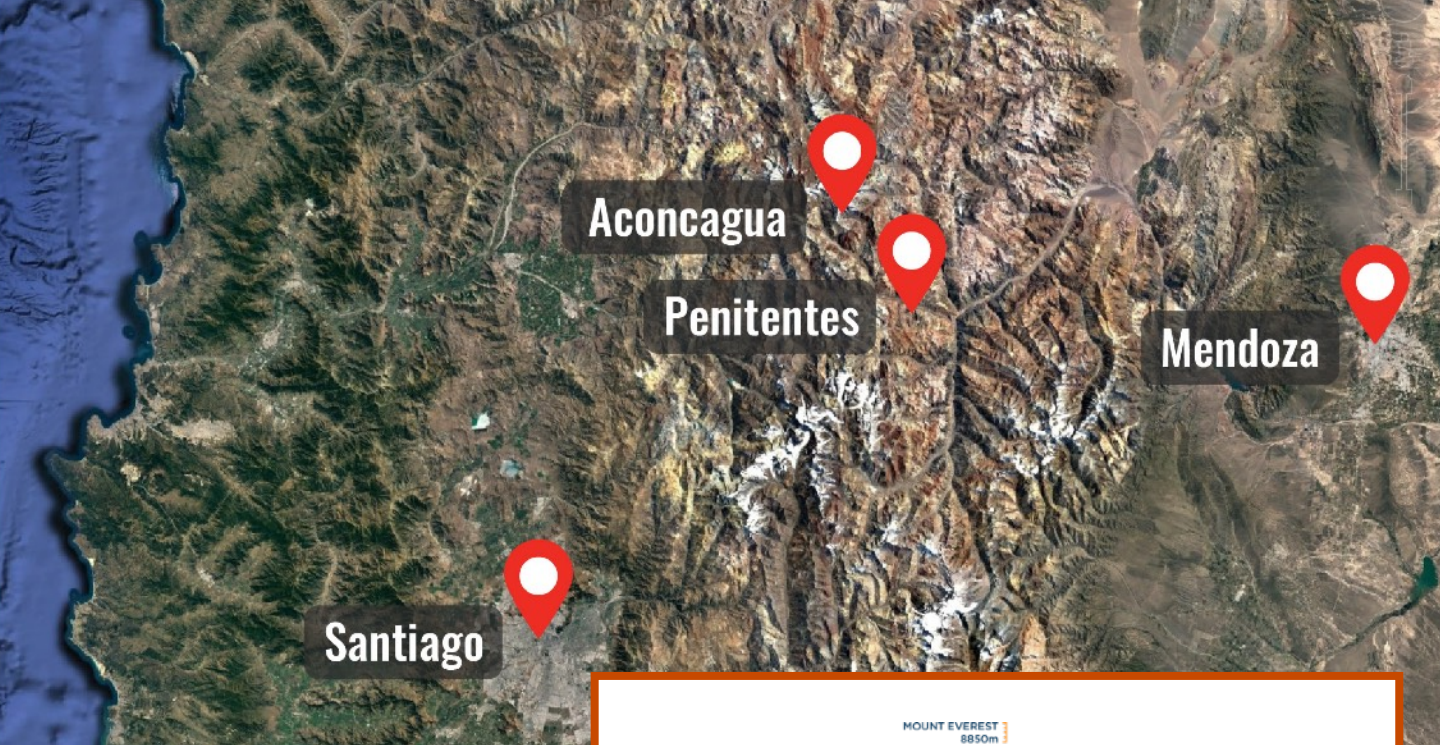 Aconcagua
Penitentes
Mendoza
Santiago
MOUNT EVEREST
8850m